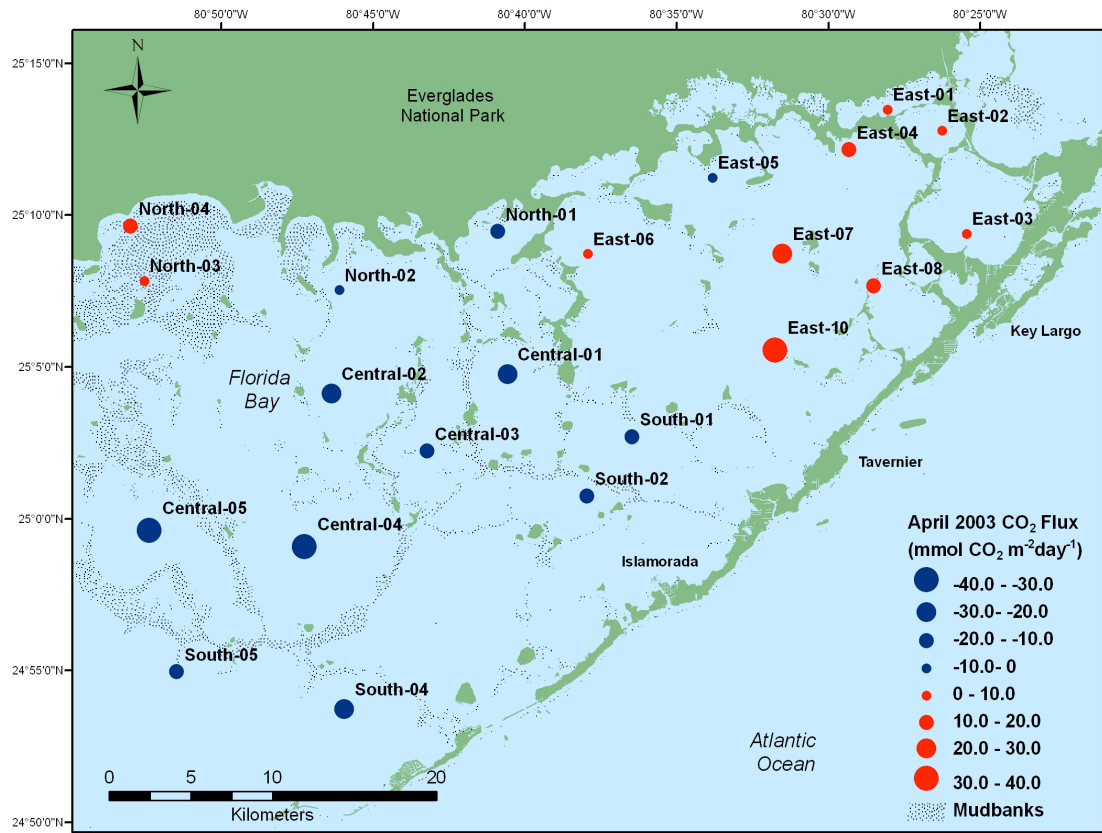 80°50'0"W 80°45'0"W 80°40'0"W 80°35'0"W 80°30'0"W 80°25'0"W
25°15'0"N
25°10'0"N
25°5'0"N
25°0'0"N
24°55'0"N
24°50'0"N
N
Everglades
National Park
East-01
East-02
East-04
East-05
North-04
North-01
East-03
East-07
East-06
North-03
North-02
East-08
East-10
Key Largo
Central-01
Florida
Bay
Central-02
South-01
Central-03
Tavernier
South-02
Central-05
Central-04
Islamorada
South-05
South-04
Atlantic
Ocean
April 2003 CO₂ Flux
(mmol CO₂ m⁻²day⁻¹)
-40.0 - -30.0
-30.0- -20.0
-20.0 - -10.0
-10.0- 0
0 - 10.0
10.0 - 20.0
20.0 - 30.0
30.0 - 40.0
Mudbanks
0 5 10 20
Kilometers